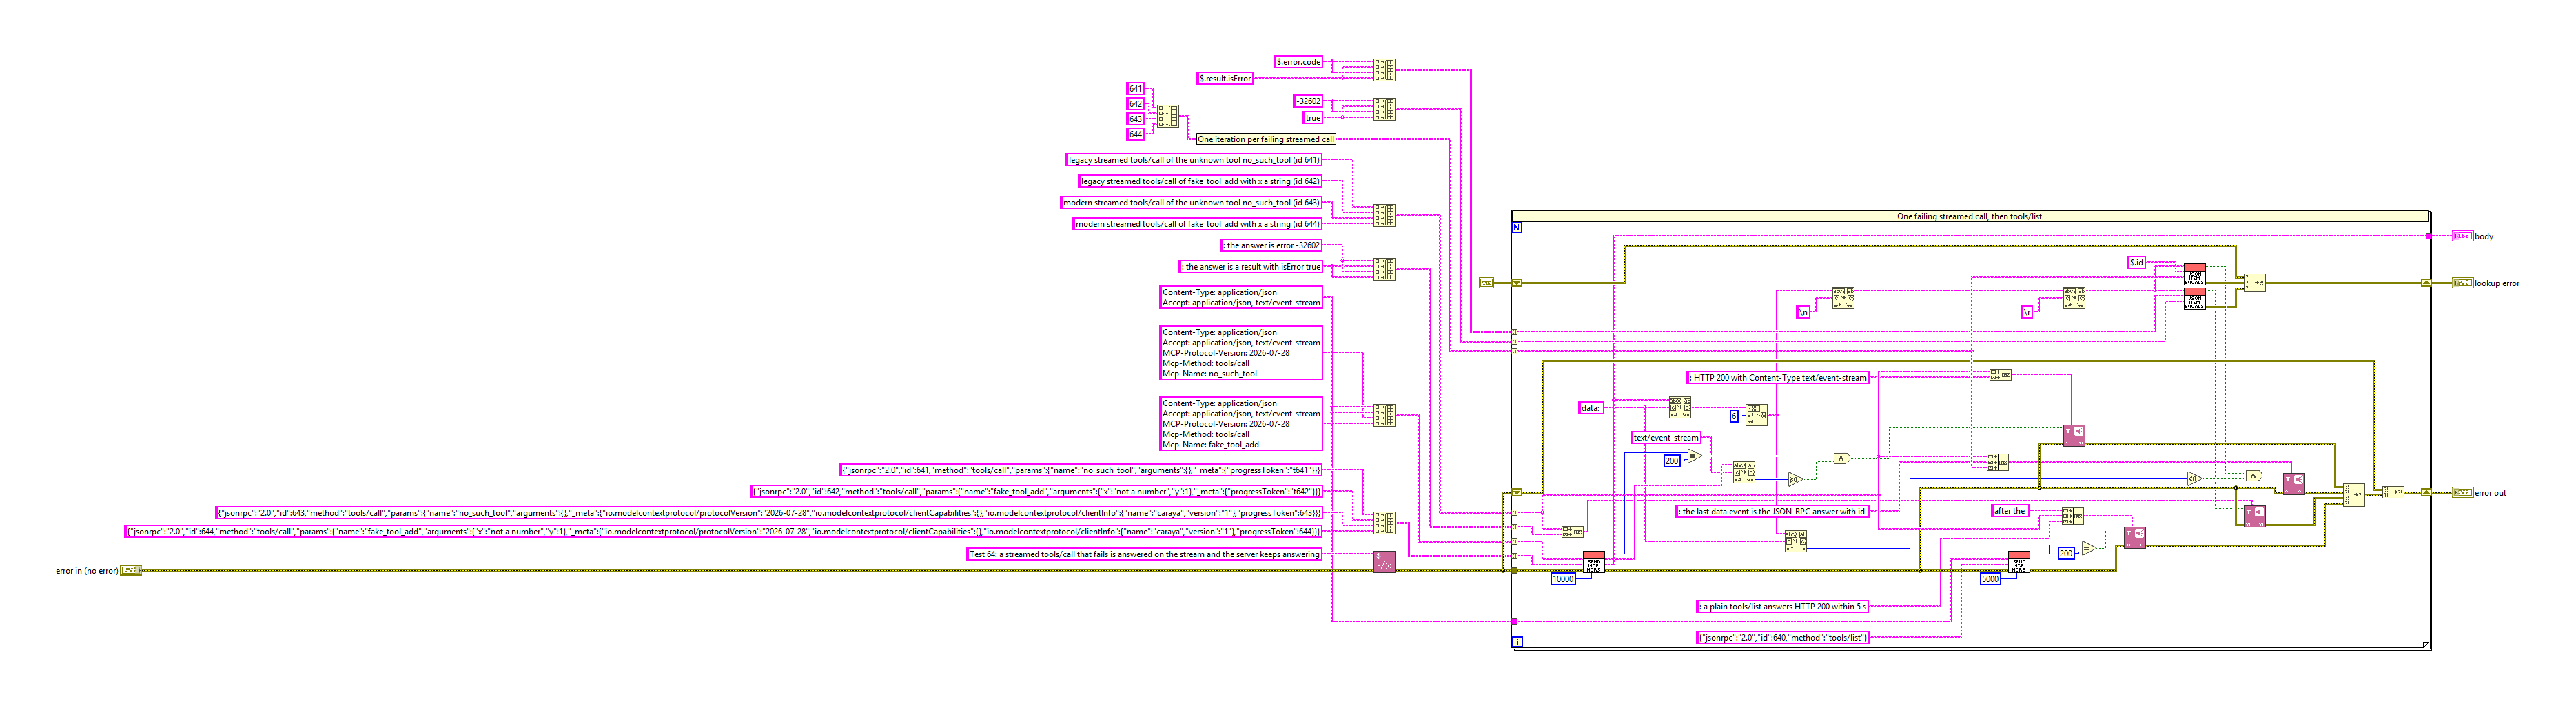 $.error.code
$.result.isError
641
642
643
644
-32602
true
One iteration per failing streamed call
legacy streamed tools/call of the unknown tool no_such_tool (id 641)
legacy streamed tools/call of fake_tool_add with x a string (id 642)
modern streamed tools/call of the unknown tool no_such_tool (id 643)
modern streamed tools/call of fake_tool_add with x a string (id 644)
: the answer is error -32602
: the answer is a result with isError true
Content-Type: application/json
Accept: application/json, text/event-stream
Content-Type: application/json
Accept: application/json, text/event-stream
MCP-Protocol-Version: 2026-07-28
Mcp-Method: tools/call
Mcp-Name: no_such_tool
Content-Type: application/json
Accept: application/json, text/event-stream
MCP-Protocol-Version: 2026-07-28
Mcp-Method: tools/call
Mcp-Name: fake_tool_add
{"jsonrpc":"2.0","id":641,"method":"tools/call","params":{"name":"no_such_tool","arguments":{},"_meta":{"progressToken":"t641"}}}
{"jsonrpc":"2.0","id":642,"method":"tools/call","params":{"name":"fake_tool_add","arguments":{"x":"not a number","y":1},"_meta":{"progressToken":"t642"}}}
{"jsonrpc":"2.0","id":643,"method":"tools/call","params":{"name":"no_such_tool","arguments":{},"_meta":{"io.modelcontextprotocol/protocolVersion":"2026-07-28","io.modelcontextprotocol/clientCapabilities":{},"io.modelcontextprotocol/clientInfo":{"name":"caraya","version":"1"},"progressToken":643}}}
{"jsonrpc":"2.0","id":644,"method":"tools/call","params":{"name":"fake_tool_add","arguments":{"x":"not a number","y":1},"_meta":{"io.modelcontextprotocol/protocolVersion":"2026-07-28","io.modelcontextprotocol/clientCapabilities":{},"io.modelcontextprotocol/clientInfo":{"name":"caraya","version":"1"},"progressToken":644}}}
Test 64: a streamed tools/call that fails is answered on the stream and the server keeps answering
error in (no error)
One failing streamed call, then tools/list
N
body
$.id
JSON
ITEM
EQUALS
lookup error
JSON
ITEM
EQUALS
\n
\r
: HTTP 200 with Content-Type text/event-stream
data:
6
text/event-stream
200
: the last data event is the JSON-RPC answer with id
after the
error out
SEND
MCP
HDRS
10000
SEND
MCP
HDRS
200
5000
: a plain tools/list answers HTTP 200 within 5 s
{"jsonrpc":"2.0","id":640,"method":"tools/list"}
i